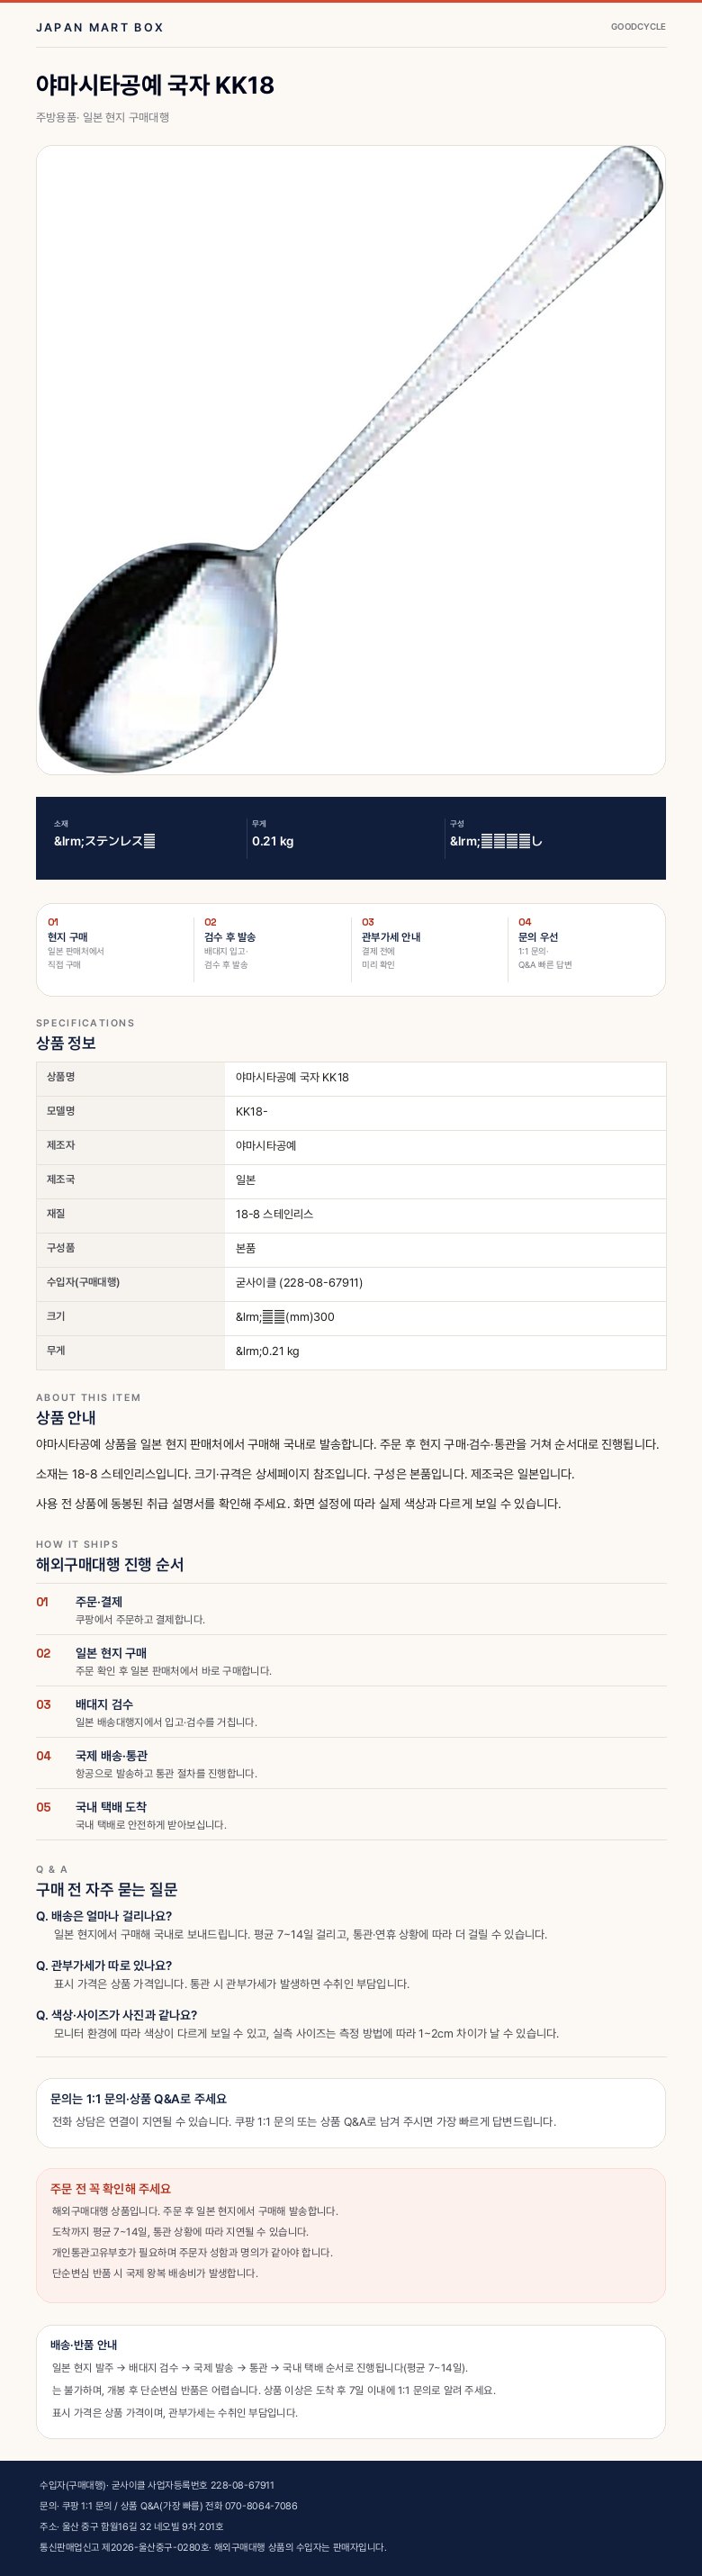 JAPAN MART BOX
GOODCYCLE
야마시타공예 국자 KK18
주방용품· 일본 현지 구매대행
소재
&lrm;ステンレス
무게
0.21 kg
구성
&lrm;し
01
현지 구매
일본 판매처에서
직접 구매
02
검수 후 발송
배대지 입고·
검수 후 발송
03
관부가세 안내
결제 전에
미리 확인
04
문의 우선
1:1 문의·
Q&A 빠른 답변
SPECIFICATIONS
상품 정보
상품명 야마시타공예 국자 KK18
모델명 KK18-
제조자 야마시타공예
제조국 일본
재질 18-8 스테인리스
구성품 본품
수입자(구매대행) 굳사이클 (228-08-67911)
크기 &lrm;(mm)300
무게 &lrm;0.21 kg
ABOUT THIS ITEM
상품 안내
야마시타공예 상품을 일본 현지 판매처에서 구매해 국내로 발송합니다. 주문 후 현지 구매·검수·통관을 거쳐 순서대로 진행됩니다.
소재는 18-8 스테인리스입니다. 크기·규격은 상세페이지 참조입니다. 구성은 본품입니다. 제조국은 일본입니다.
사용 전 상품에 동봉된 취급 설명서를 확인해 주세요. 화면 설정에 따라 실제 색상과 다르게 보일 수 있습니다.
HOW IT SHIPS
해외구매대행 진행 순서
01 주문·결제
쿠팡에서 주문하고 결제합니다.
02 일본 현지 구매
주문 확인 후 일본 판매처에서 바로 구매합니다.
03 배대지 검수
일본 배송대행지에서 입고·검수를 거칩니다.
04 국제 배송·통관
항공으로 발송하고 통관 절차를 진행합니다.
05 국내 택배 도착
국내 택배로 안전하게 받아보십니다.
Q & A
구매 전 자주 묻는 질문
Q. 배송은 얼마나 걸리나요?
일본 현지에서 구매해 국내로 보내드립니다. 평균 7~14일 걸리고, 통관·연휴 상황에 따라 더 걸릴 수 있습니다.
Q. 관부가세가 따로 있나요?
표시 가격은 상품 가격입니다. 통관 시 관부가세가 발생하면 수취인 부담입니다.
Q. 색상·사이즈가 사진과 같나요?
모니터 환경에 따라 색상이 다르게 보일 수 있고, 실측 사이즈는 측정 방법에 따라 1~2cm 차이가 날 수 있습니다.
문의는 1:1 문의·상품 Q&A로 주세요
전화 상담은 연결이 지연될 수 있습니다. 쿠팡 1:1 문의 또는 상품 Q&A로 남겨 주시면 가장 빠르게 답변드립니다.
주문 전 꼭 확인해 주세요
해외구매대행 상품입니다. 주문 후 일본 현지에서 구매해 발송합니다.
도착까지 평균 7~14일, 통관 상황에 따라 지연될 수 있습니다.
개인통관고유부호가 필요하며 주문자 성함과 명의가 같아야 합니다.
단순변심 반품 시 국제 왕복 배송비가 발생합니다.
배송·반품 안내
일본 현지 발주 → 배대지 검수 → 국제 발송 → 통관 → 국내 택배 순서로 진행됩니다(평균 7~14일).
는 불가하며, 개봉 후 단순변심 반품은 어렵습니다. 상품 이상은 도착 후 7일 이내에 1:1 문의로 알려 주세요.
표시 가격은 상품 가격이며, 관부가세는 수취인 부담입니다.
수입자(구매대행)· 굳사이클 사업자등록번호 228-08-67911
문의· 쿠팡 1:1 문의 / 상품 Q&A(가장 빠름) 전화 070-8064-7086
주소· 울산 중구 함월16길 32 네오빌 9차 201호
통신판매업신고 제2026-울산중구-0280호· 해외구매대행 상품의 수입자는 판매자입니다.